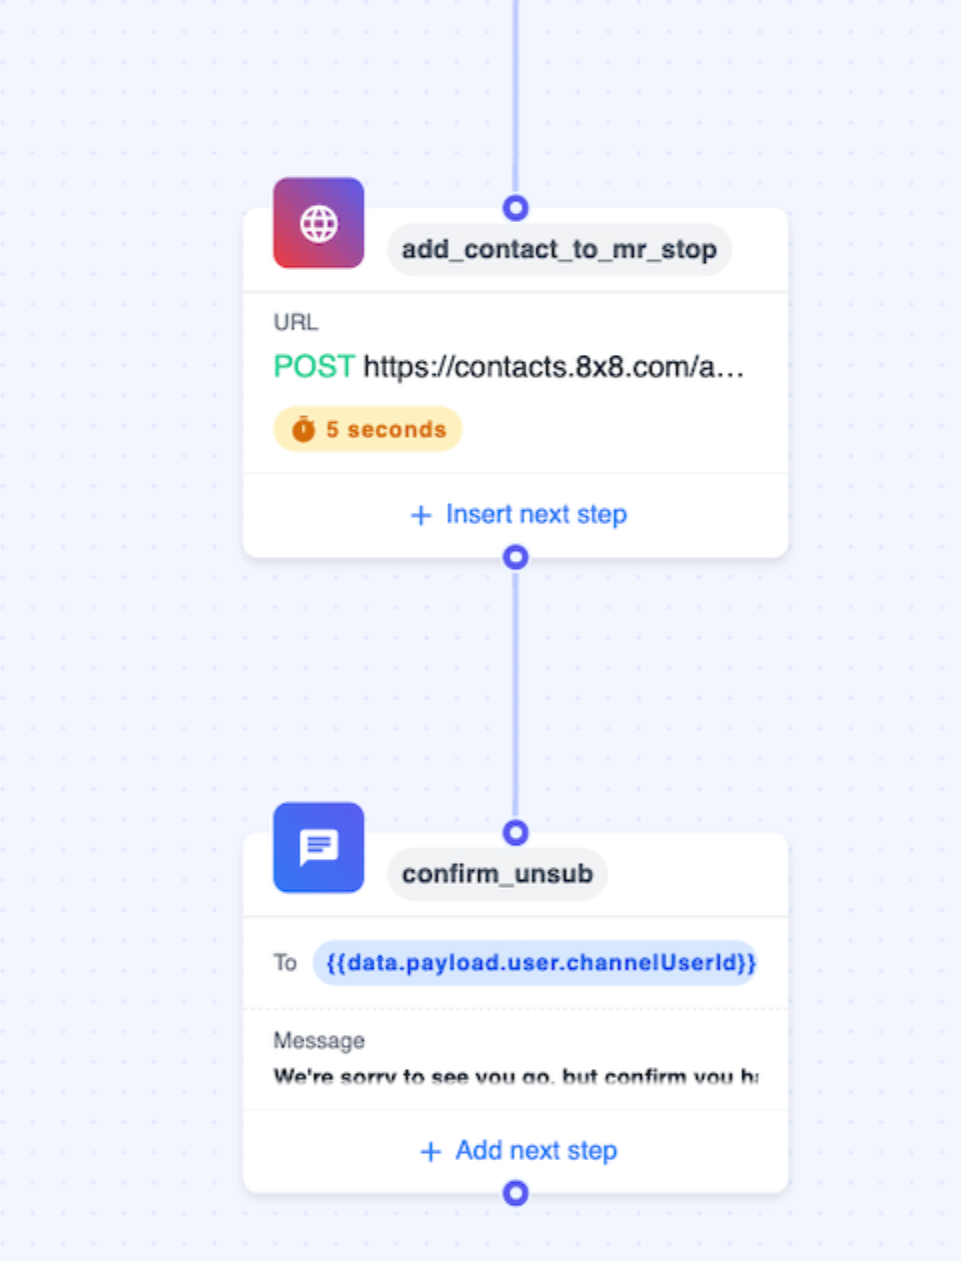 add_contact_to_mr_stop
URL
POST https://contacts.8x8.com/a...
5 seconds
+ Insert next step
confirm_unsub
To {{data.payload.user.channelUserId}}
Message
We're sorry to see you go, but confirm you
+ Add next step